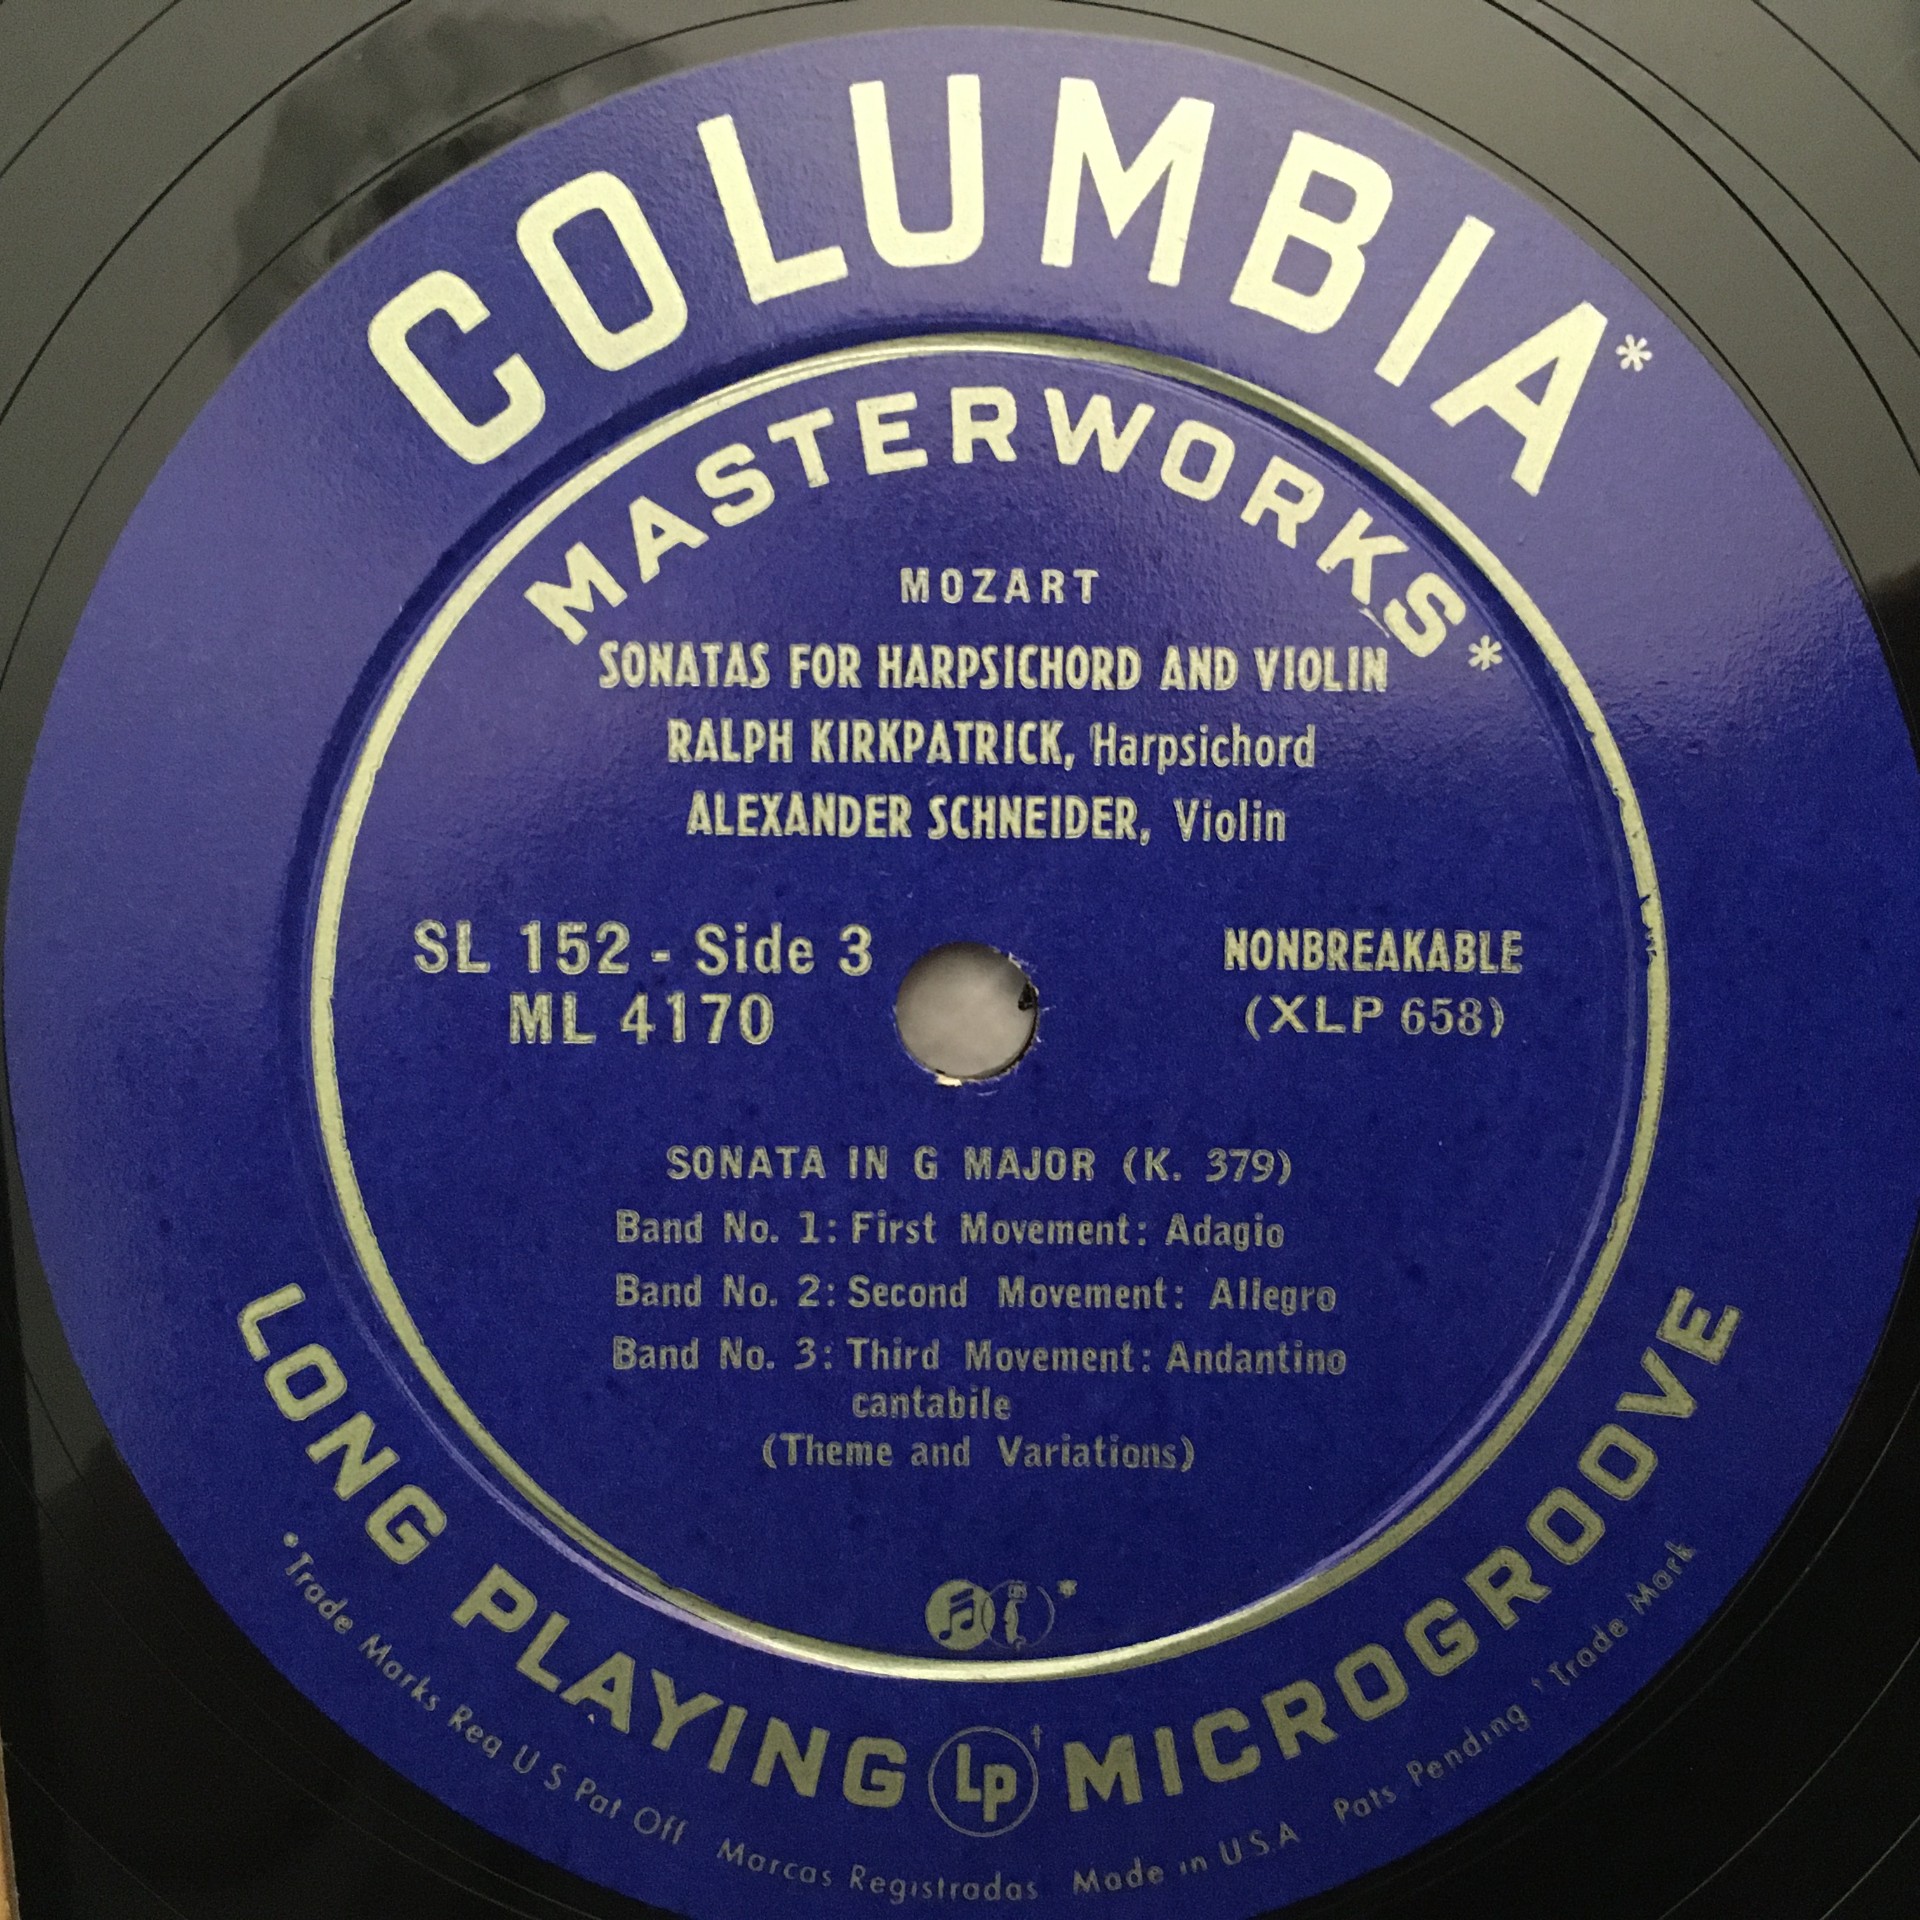 COLUMBIA*
MASTERWORKS*
MOZART
SONATAS FOR HARPSICHORD AND VIOLIN
RALPH KIRKPATRICK, Harpsichord
ALEXANDER SCHNEIDER, Violin
SL 152 - Side 3
ML 4170
NONBREAKABLE
(XLP 658)
SONATA IN G MAJOR (K. 379)
Band No. 1: First Movement: Adagio
Band No. 2: Second Movement: Allegro
Band No. 3: Third Movement: Andantino
cantabile
(Theme and Variations)
*
LONG PLAYING Lp† MICROGROOVE
*Trade Marks Reg U S Pat Off Marcas Registradas Made in U.S.A Pats Pending † Trade Mark